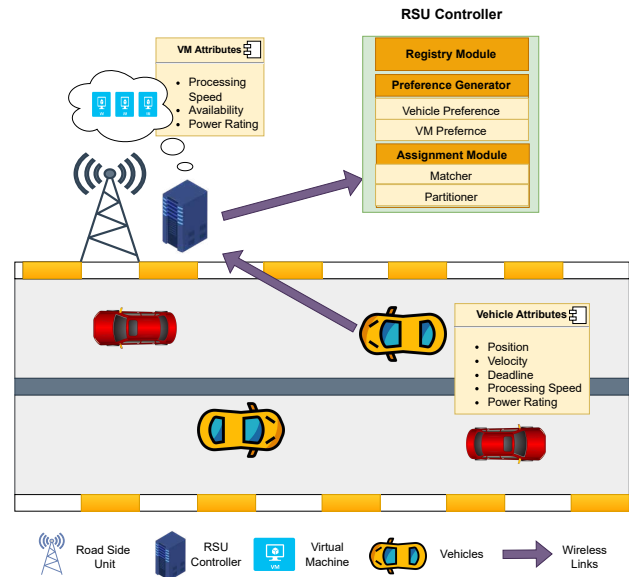 RSU Controller
VM Attributes
Processing
Speed
Availability
Power Rating
Registry Module
Preference Generator
Vehicle Preference
VM Prefernce
Assignment Module
Matcher
Partitioner
Vehicle Attributes
Position
Velocity
Deadline
Processing Speed
Power Rating
Road Side
Unit
RSU
Controller
VM
Virtual
Machine
Vehicles
Wireless
Links